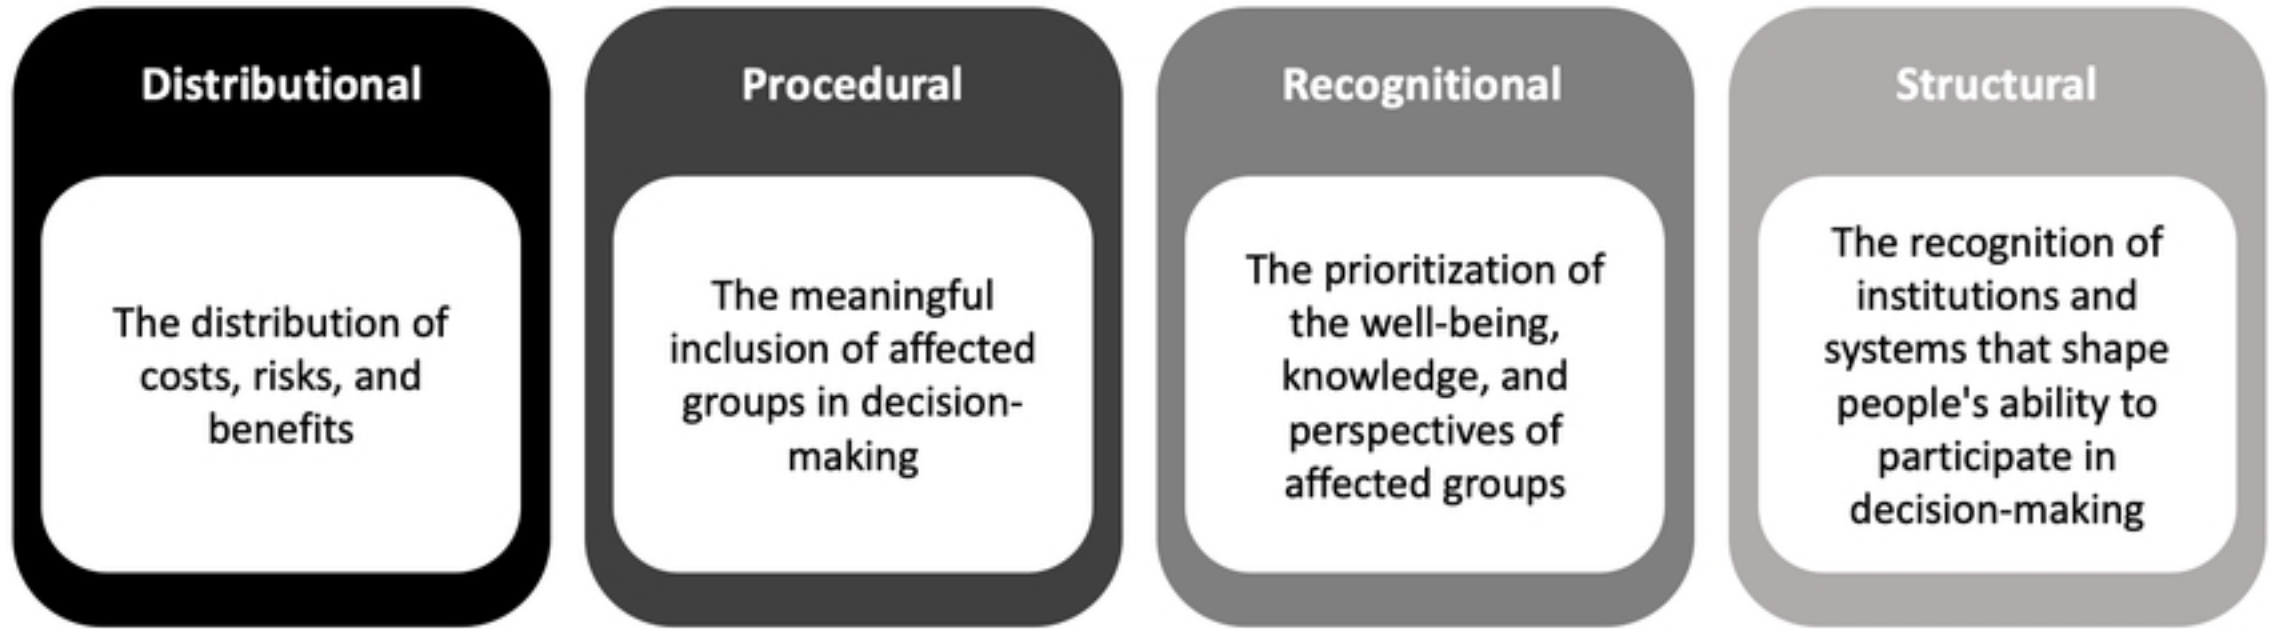 Distributional
The distribution of
costs, risks, and
benefits
Procedural
The meaningful
inclusion of affected
groups in decision-
making
Recognitional
The prioritization of
the well-being,
knowledge, and
perspectives of
affected groups
Structural
The recognition of
institutions and
systems that shape
people's ability to
participate in
decision-making